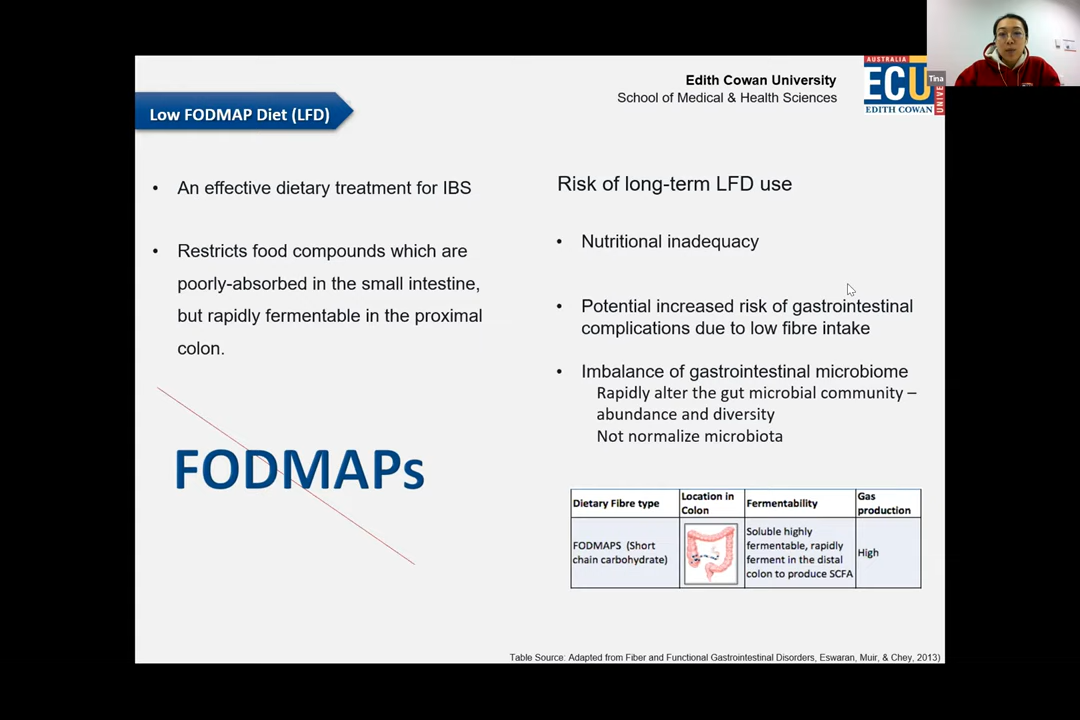 Edith Cowan University
School of Medical & Health Sciences
AUSTRALIA
ECU
EDITH COWAN
UNIVE
Tina
Low FODMAP Diet (LFD)
• An effective dietary treatment for IBS
• Restricts food compounds which are
poorly-absorbed in the small intestine,
but rapidly fermentable in the proximal
colon.
FODMAPs
Risk of long-term LFD use
• Nutritional inadequacy
• Potential increased risk of gastrointestinal
complications due to low fibre intake
• Imbalance of gastrointestinal microbiome
Rapidly alter the gut microbial community –
abundance and diversity
Not normalize microbiota
Dietary Fibre type
Location in
Colon
Fermentability
Gas
production
FODMAPS (Short
chain carbohydrate)
Soluble highly
fermentable, rapidly
ferment in the distal
colon to produce SCFA
High
Table Source: Adapted from Fiber and Functional Gastrointestinal Disorders, Eswaran, Muir, & Chey, 2013)